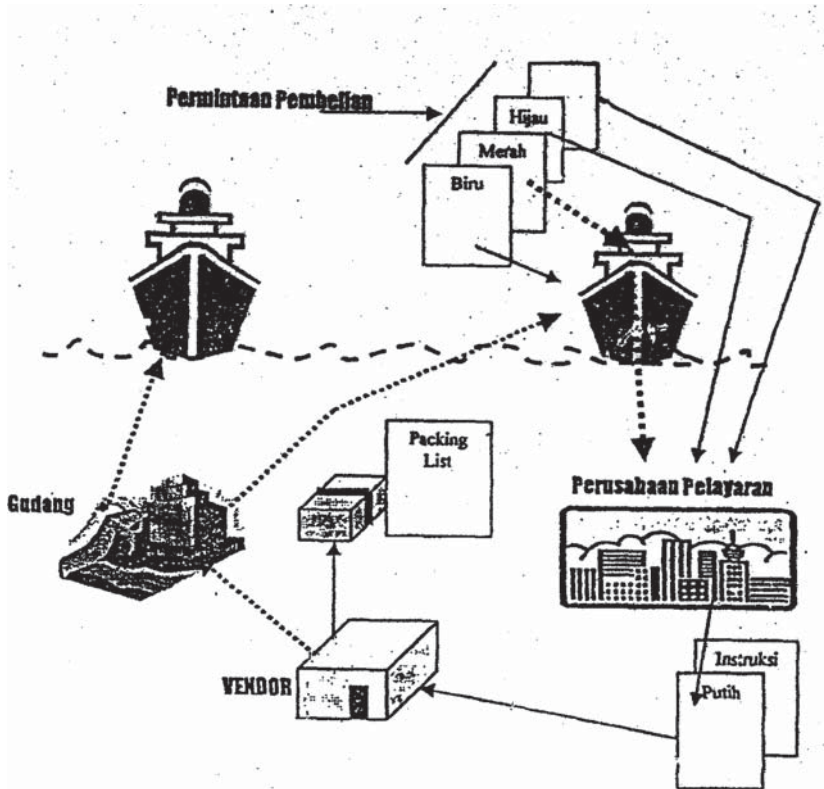 Permintaan Pembelian
Hijau
Merah
Biru
Packing
List
Gudang
Perusahaan Pelayaran
VENDOR
Instruksi
Putih